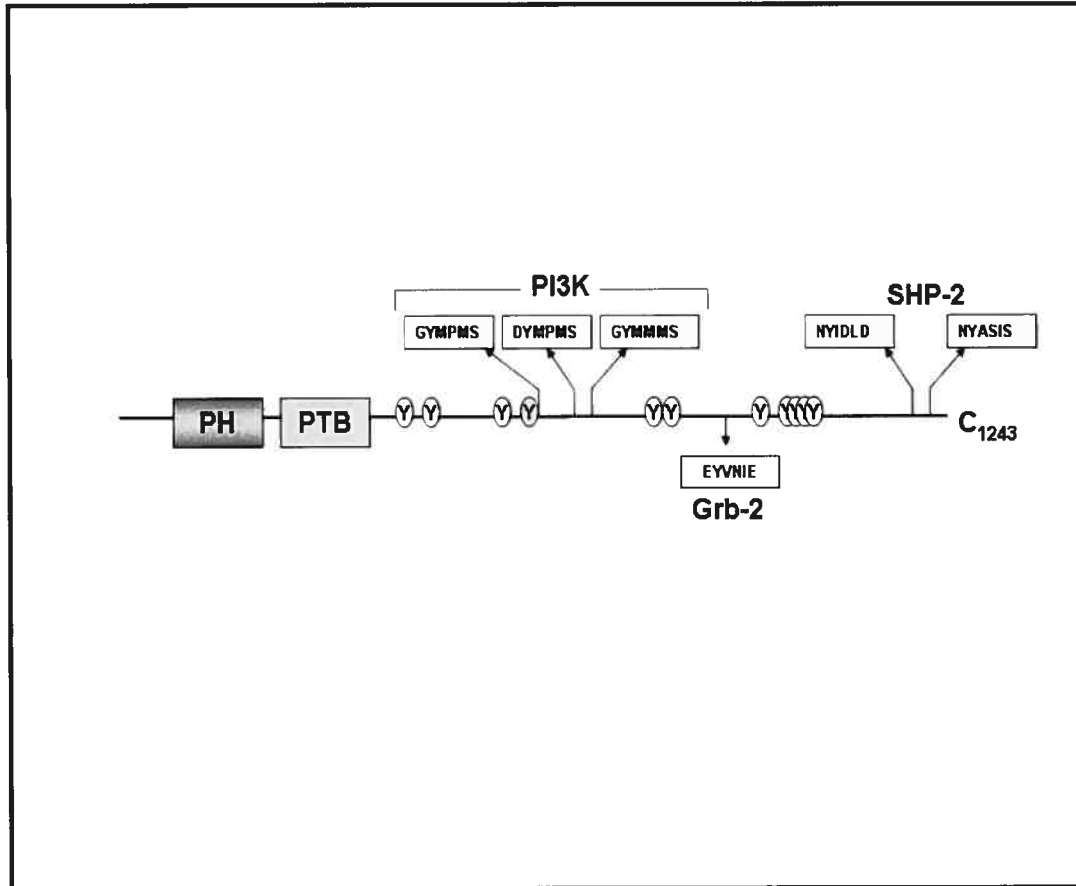 PI3K
SHP-2
GYMPMS DYMPMS GYMMMS NYIDLD NYASIS
PH PTB Y Y Y Y Y Y Y Y Y Y Y C1243
EYVNIE
Grb-2